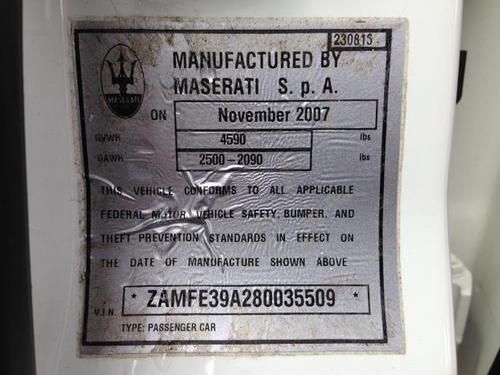 230815
MASERATI
MANUFACTURED BY
MASERATI S.p.A.
ON November 2007
GVWR 4590 lbs
GAWR 2500-2090 lbs
THIS VEHICLE CONFORMS TO ALL APPLICABLE
FEDERAL MOTOR VEHICLE SAFETY, BUMPER, AND
THEFT PREVENTION STANDARDS IN EFFECT ON
THE DATE OF MANUFACTURE SHOWN ABOVE
V.I.N. * ZAMFE39A280035509 *
TYPE: PASSENGER CAR